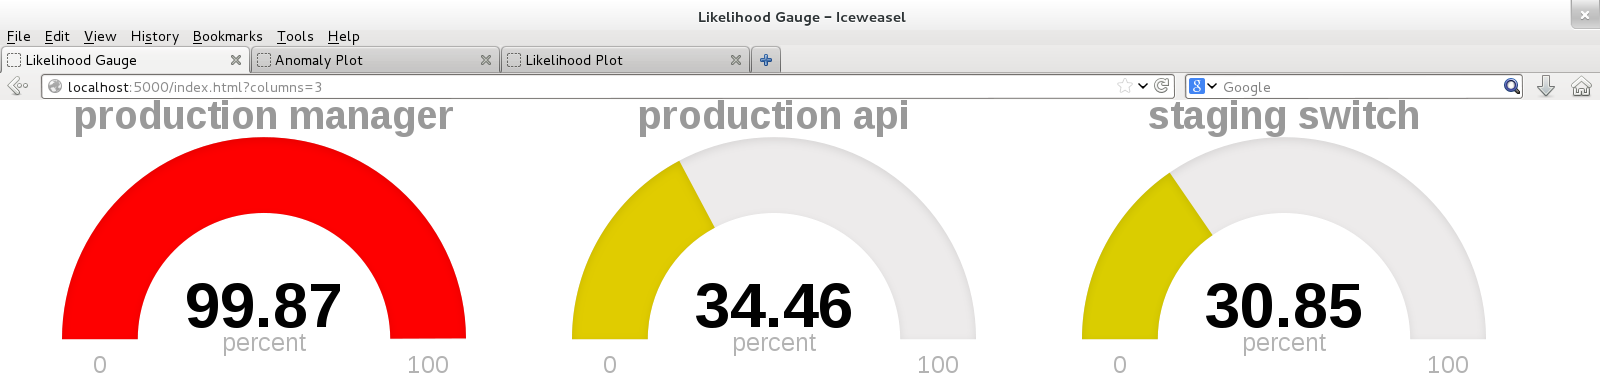 Likelihood Gauge - Iceweasel
File Edit View History Bookmarks Tools Help
Likelihood Gauge Anomaly Plot Likelihood Plot
localhost:5000/index.html?columns=3 Google
production manager production api staging switch
99.87 34.46 30.85
percent percent percent
0 100 0 100 0 100